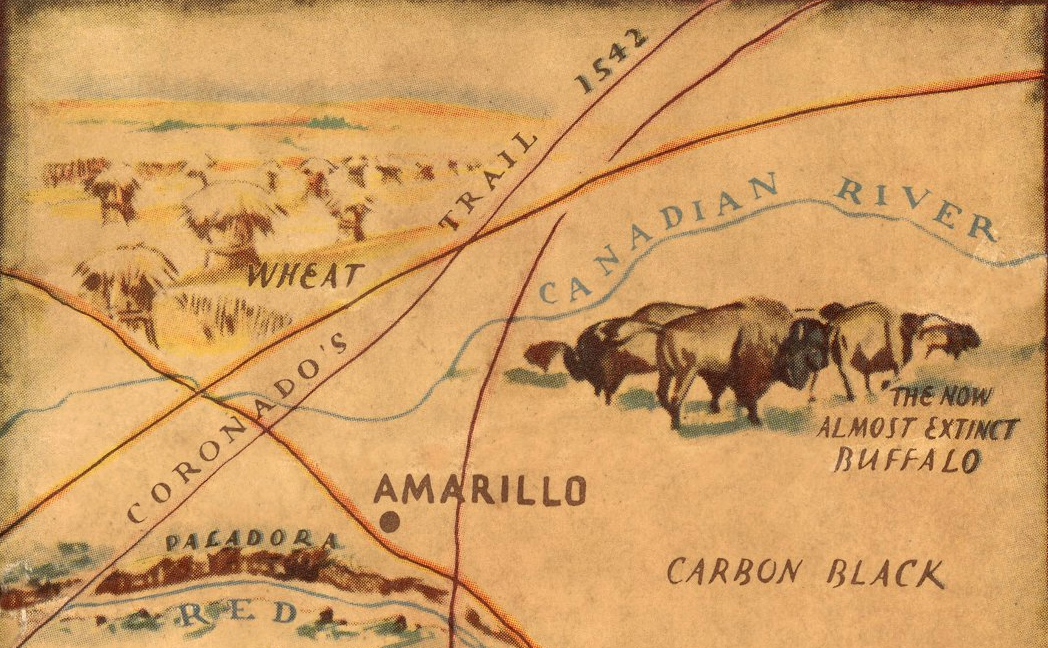 1542
TRAIL
CANADIAN RIVER
WHEAT
CORONADO'S
THE NOW
ALMOST EXTINCT
BUFFALO
AMARILLO
PALADORA
CARBON BLACK
RED